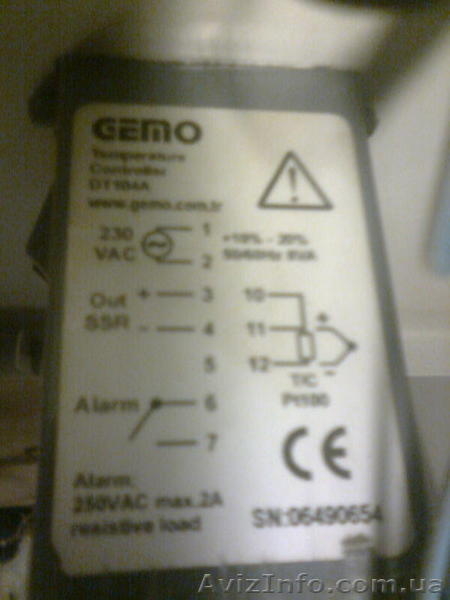 GEMO
Temperature
Controller
DT104A
www.gemo.com.tr
230
VAC
1
+10% - 20%
2
50/60Hz 8VA
Out
SSR
+
3
10
-
4
11
+
5
12
-
T/C
Pt100
Alarm
6
7
CE
Alarm:
250VAC max.2A
resistive load
SN:06490654
AvizInfo.com.ua